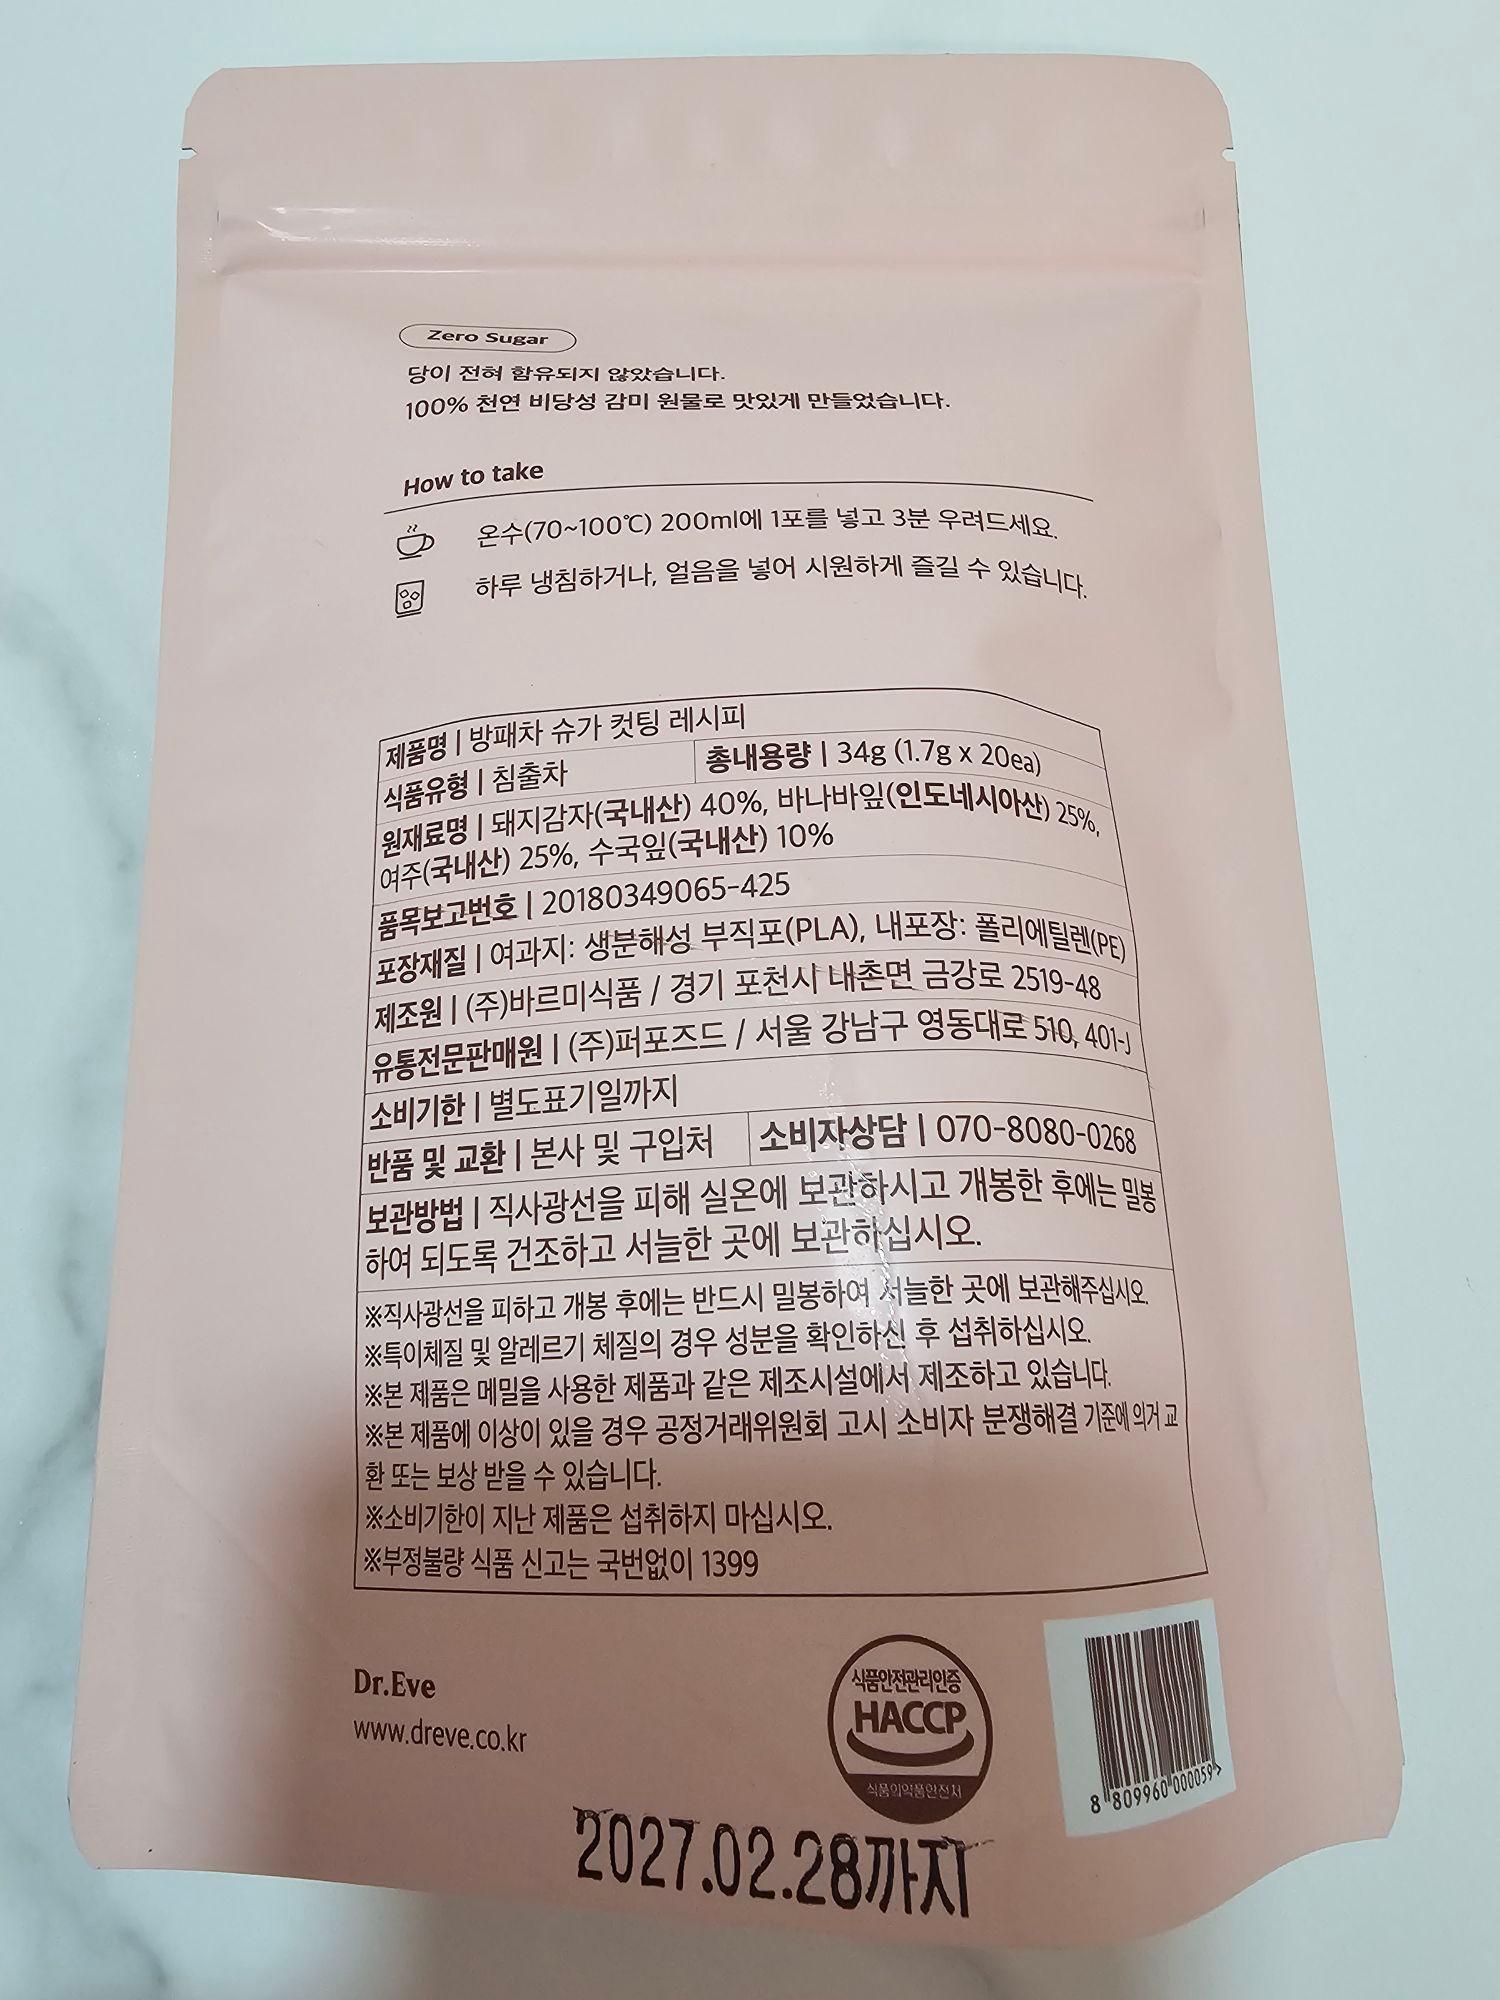 Zero Sugar
당이 전혀 함유되지 않았습니다.
100% 천연 비당성 감미 원물로 맛있게 만들었습니다.
How to take
온수(70~100℃) 200ml에 1포를 넣고 3분 우려드세요.
하루 냉침하거나, 얼음을 넣어 시원하게 즐길 수 있습니다.
제품명 | 방패차 슈가 컷팅 레시피
식품유형 | 침출차 총내용량 | 34g (1.7g x 20ea)
원재료명 | 돼지감자(국내산) 40%, 바나바잎(인도네시아산) 25%,
여주(국내산) 25%, 수국잎(국내산) 10%
품목보고번호 | 20180349065-425
포장재질 | 여과지: 생분해성 부직포(PLA), 내포장: 폴리에틸렌(PE)
제조원 | (주)바르미식품 / 경기 포천시 내촌면 금강로 2519-48
유통전문판매원 | (주)퍼포즈드 / 서울 강남구 영동대로 510, 401-J
소비기한 | 별도표기일까지
반품 및 교환 | 본사 및 구입처 소비자상담 | 070-8080-0268
보관방법 | 직사광선을 피해 실온에 보관하시고 개봉한 후에는 밀봉
하여 되도록 건조하고 서늘한 곳에 보관하십시오.
※직사광선을 피하고 개봉 후에는 반드시 밀봉하여 서늘한 곳에 보관해주십시오.
※특이체질 및 알레르기 체질의 경우 성분을 확인하신 후 섭취하십시오.
※본 제품은 메밀을 사용한 제품과 같은 제조시설에서 제조하고 있습니다.
※본 제품에 이상이 있을 경우 공정거래위원회 고시 소비자 분쟁해결 기준에 의거 교
환 또는 보상 받을 수 있습니다.
※소비기한이 지난 제품은 섭취하지 마십시오.
※부정불량 식품 신고는 국번없이 1399
Dr.Eve
www.dreve.co.kr
식품안전관리인증
HACCP
식품의약품안전처
8 809960 000059 >
2027.02.28까지